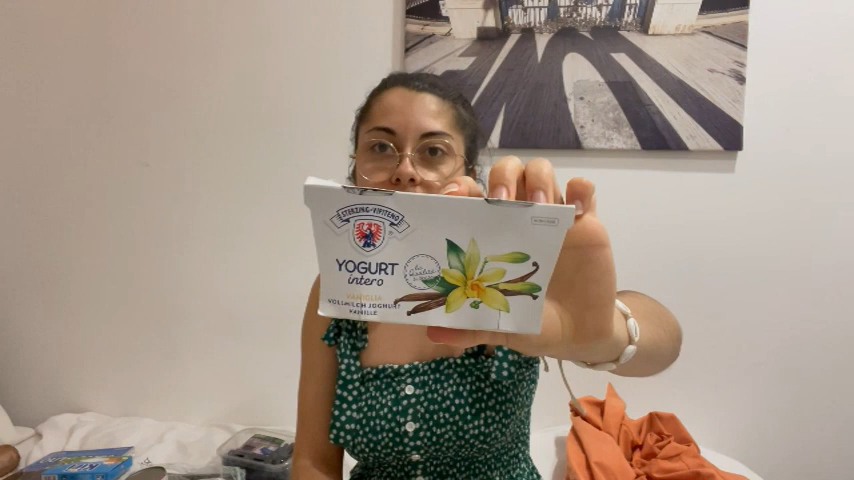 STERZING-VIPITENO
YOGURT
intero
VANIGLIA
VOLLMILCH JOGHURT
VANILLE